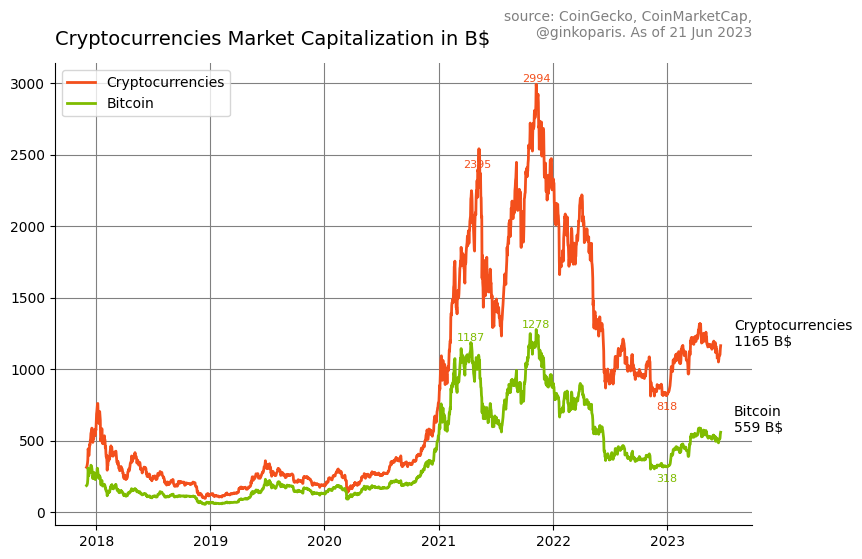 source: CoinGecko, CoinMarketCap,
@ginkoparis. As of 21 Jun 2023
Cryptocurrencies Market Capitalization in B$
Cryptocurrencies
Bitcoin
3000
2500
2000
1500
1000
500
0
2994
2395
1278
1187
818
318
Cryptocurrencies
1165 B$
Bitcoin
559 B$
2018 2019 2020 2021 2022 2023